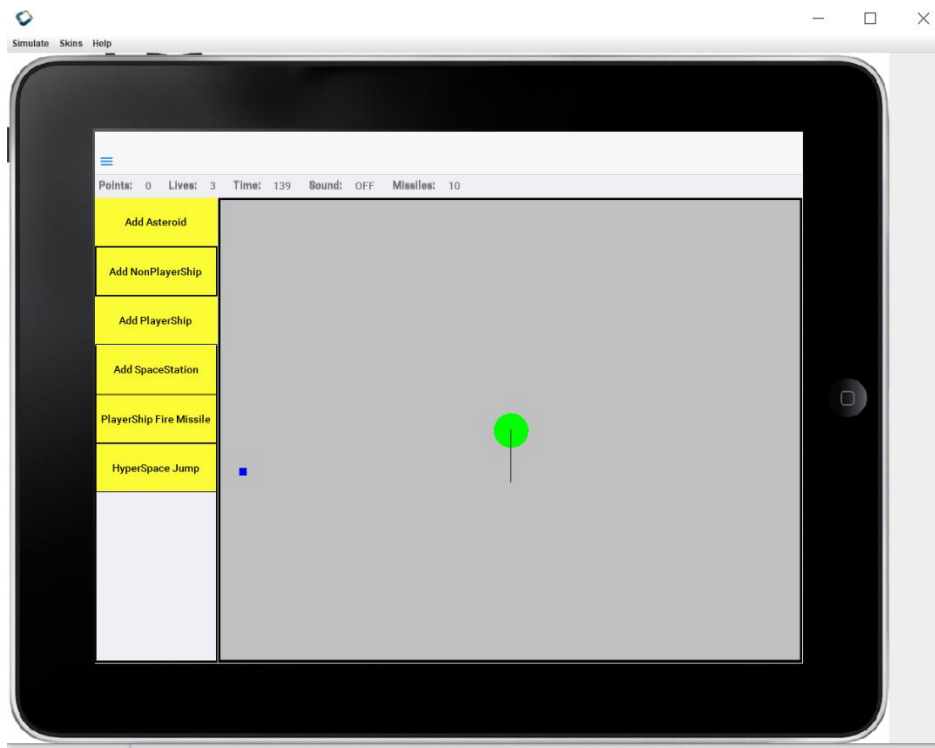 Simulate Skins Help
Points: 0 Lives: 3 Time: 139 Sound: OFF Missiles: 10
Add Asteroid
Add NonPlayerShip
Add PlayerShip
Add SpaceStation
PlayerShip Fire Missile
HyperSpace Jump